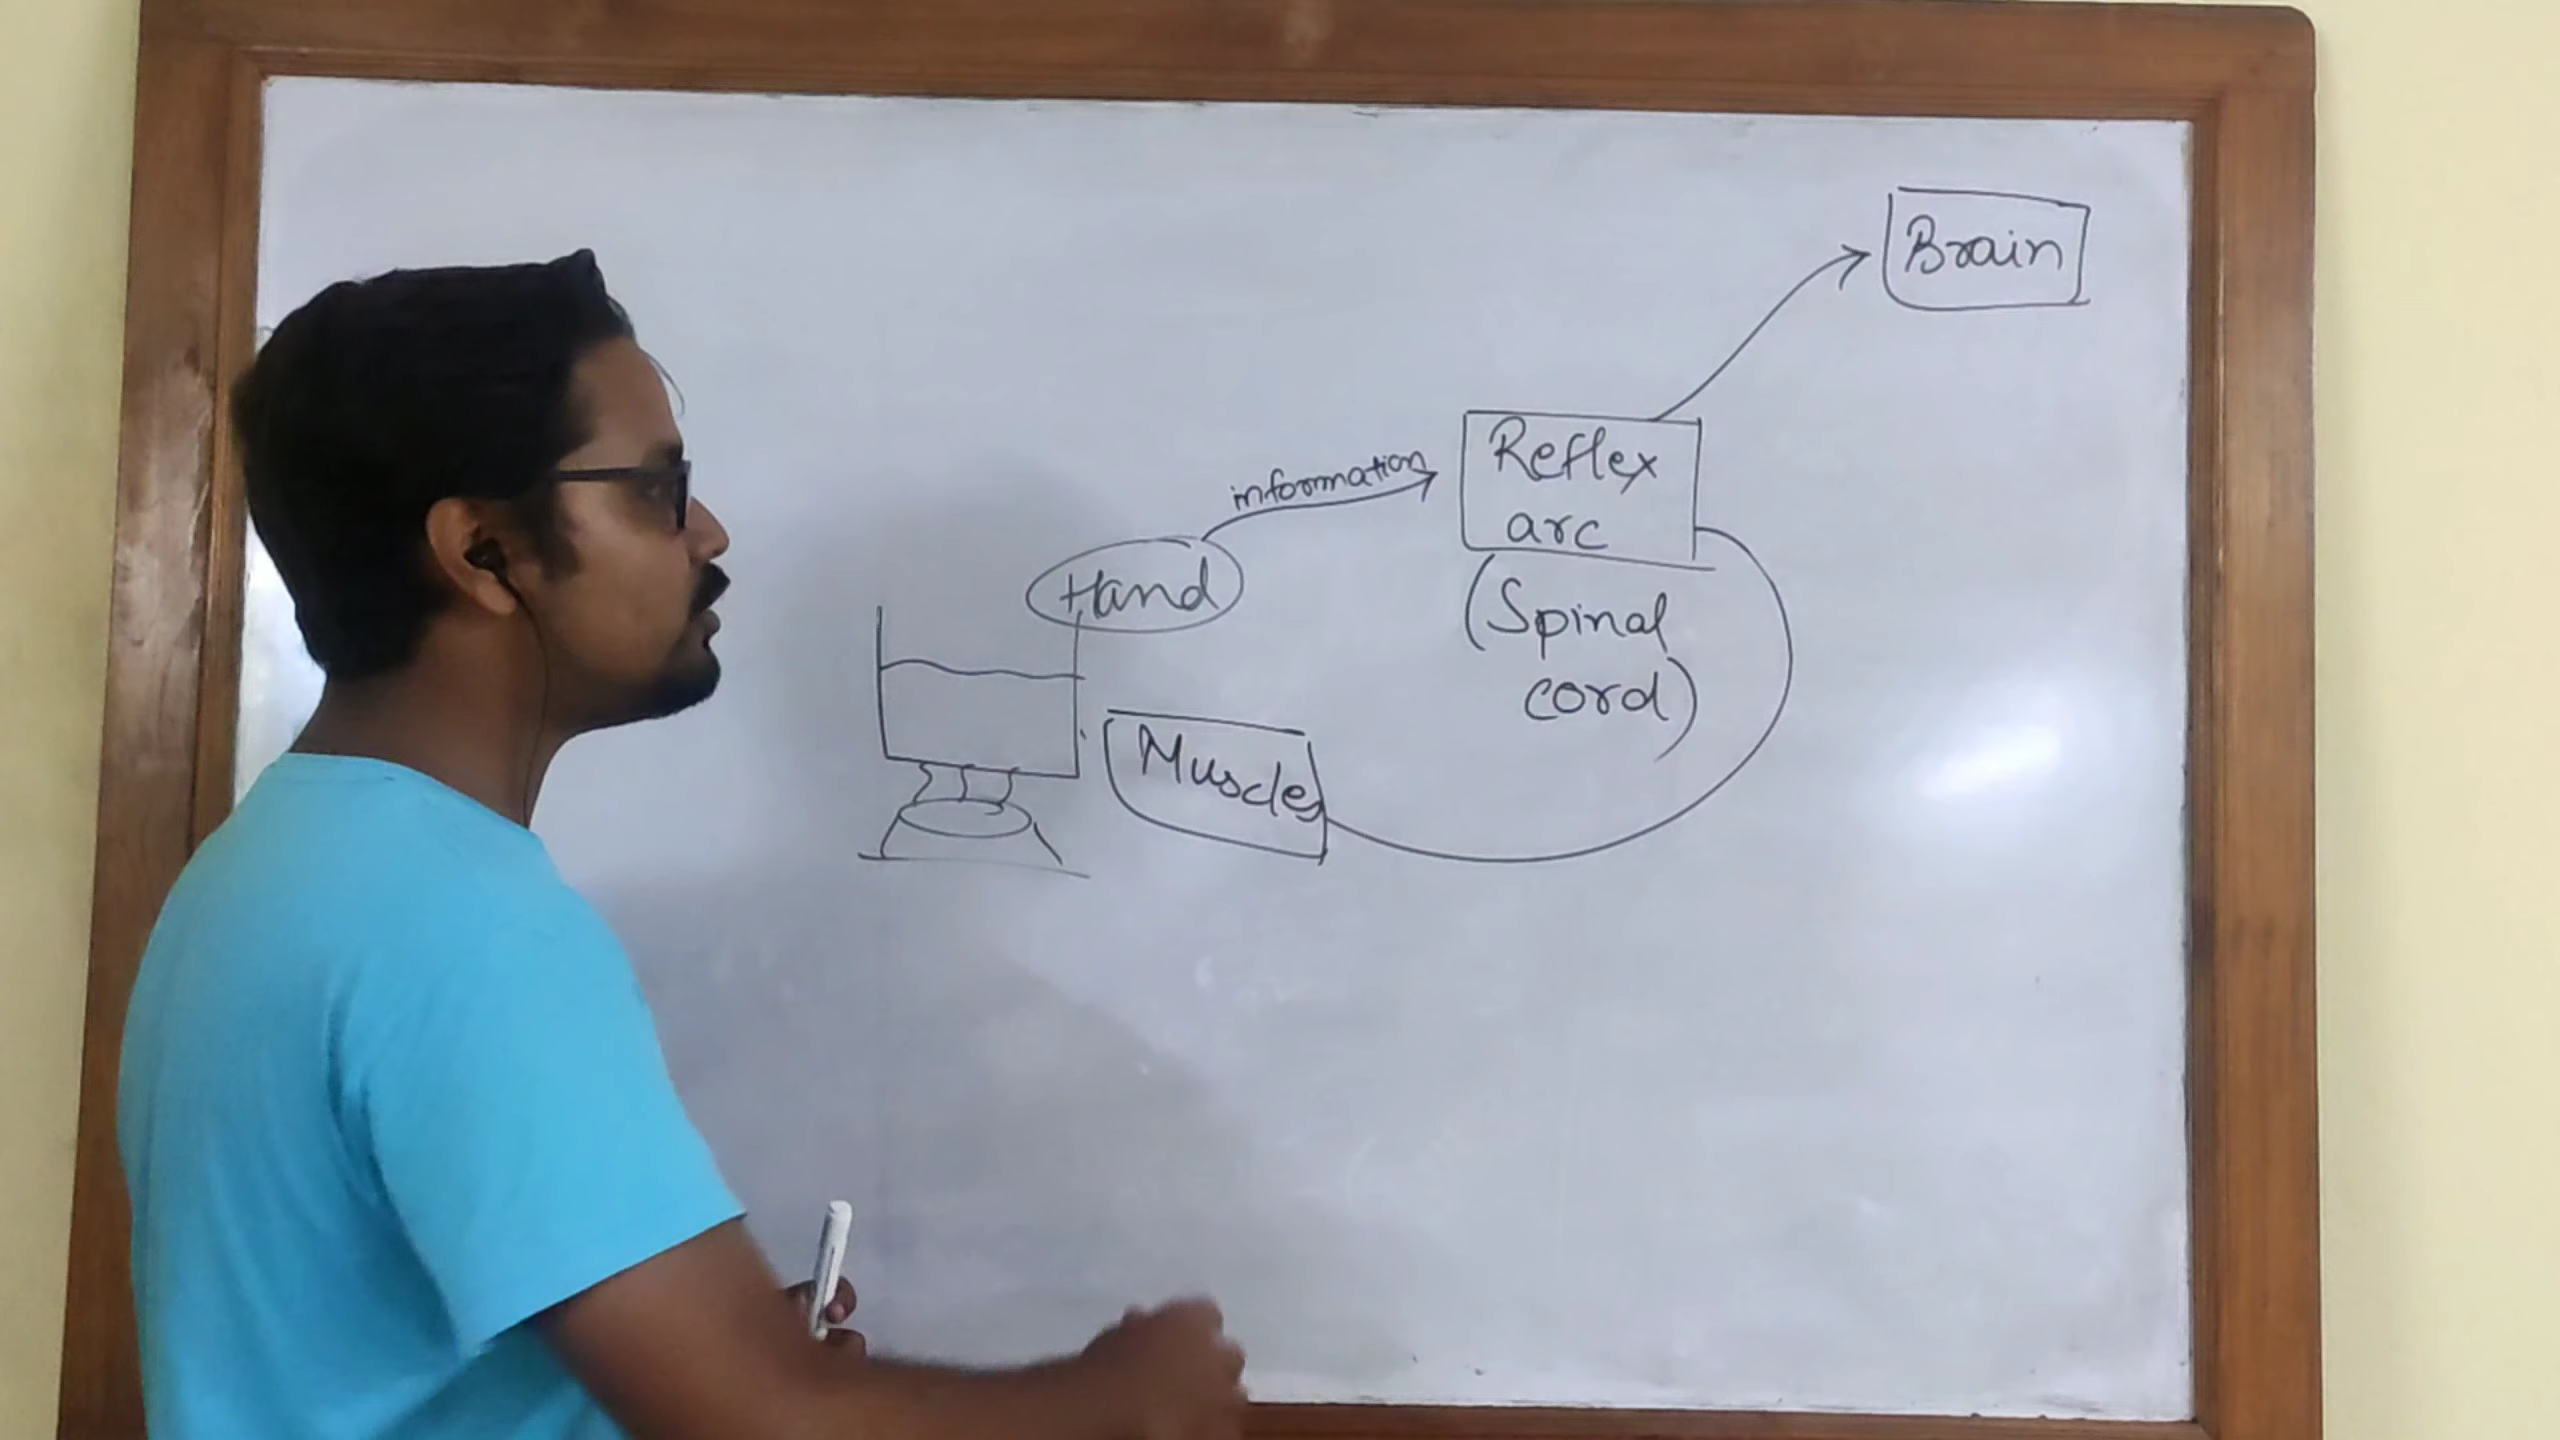 Brain
information
Reflex
arc
Hand
(Spinal
cord)
Muscles